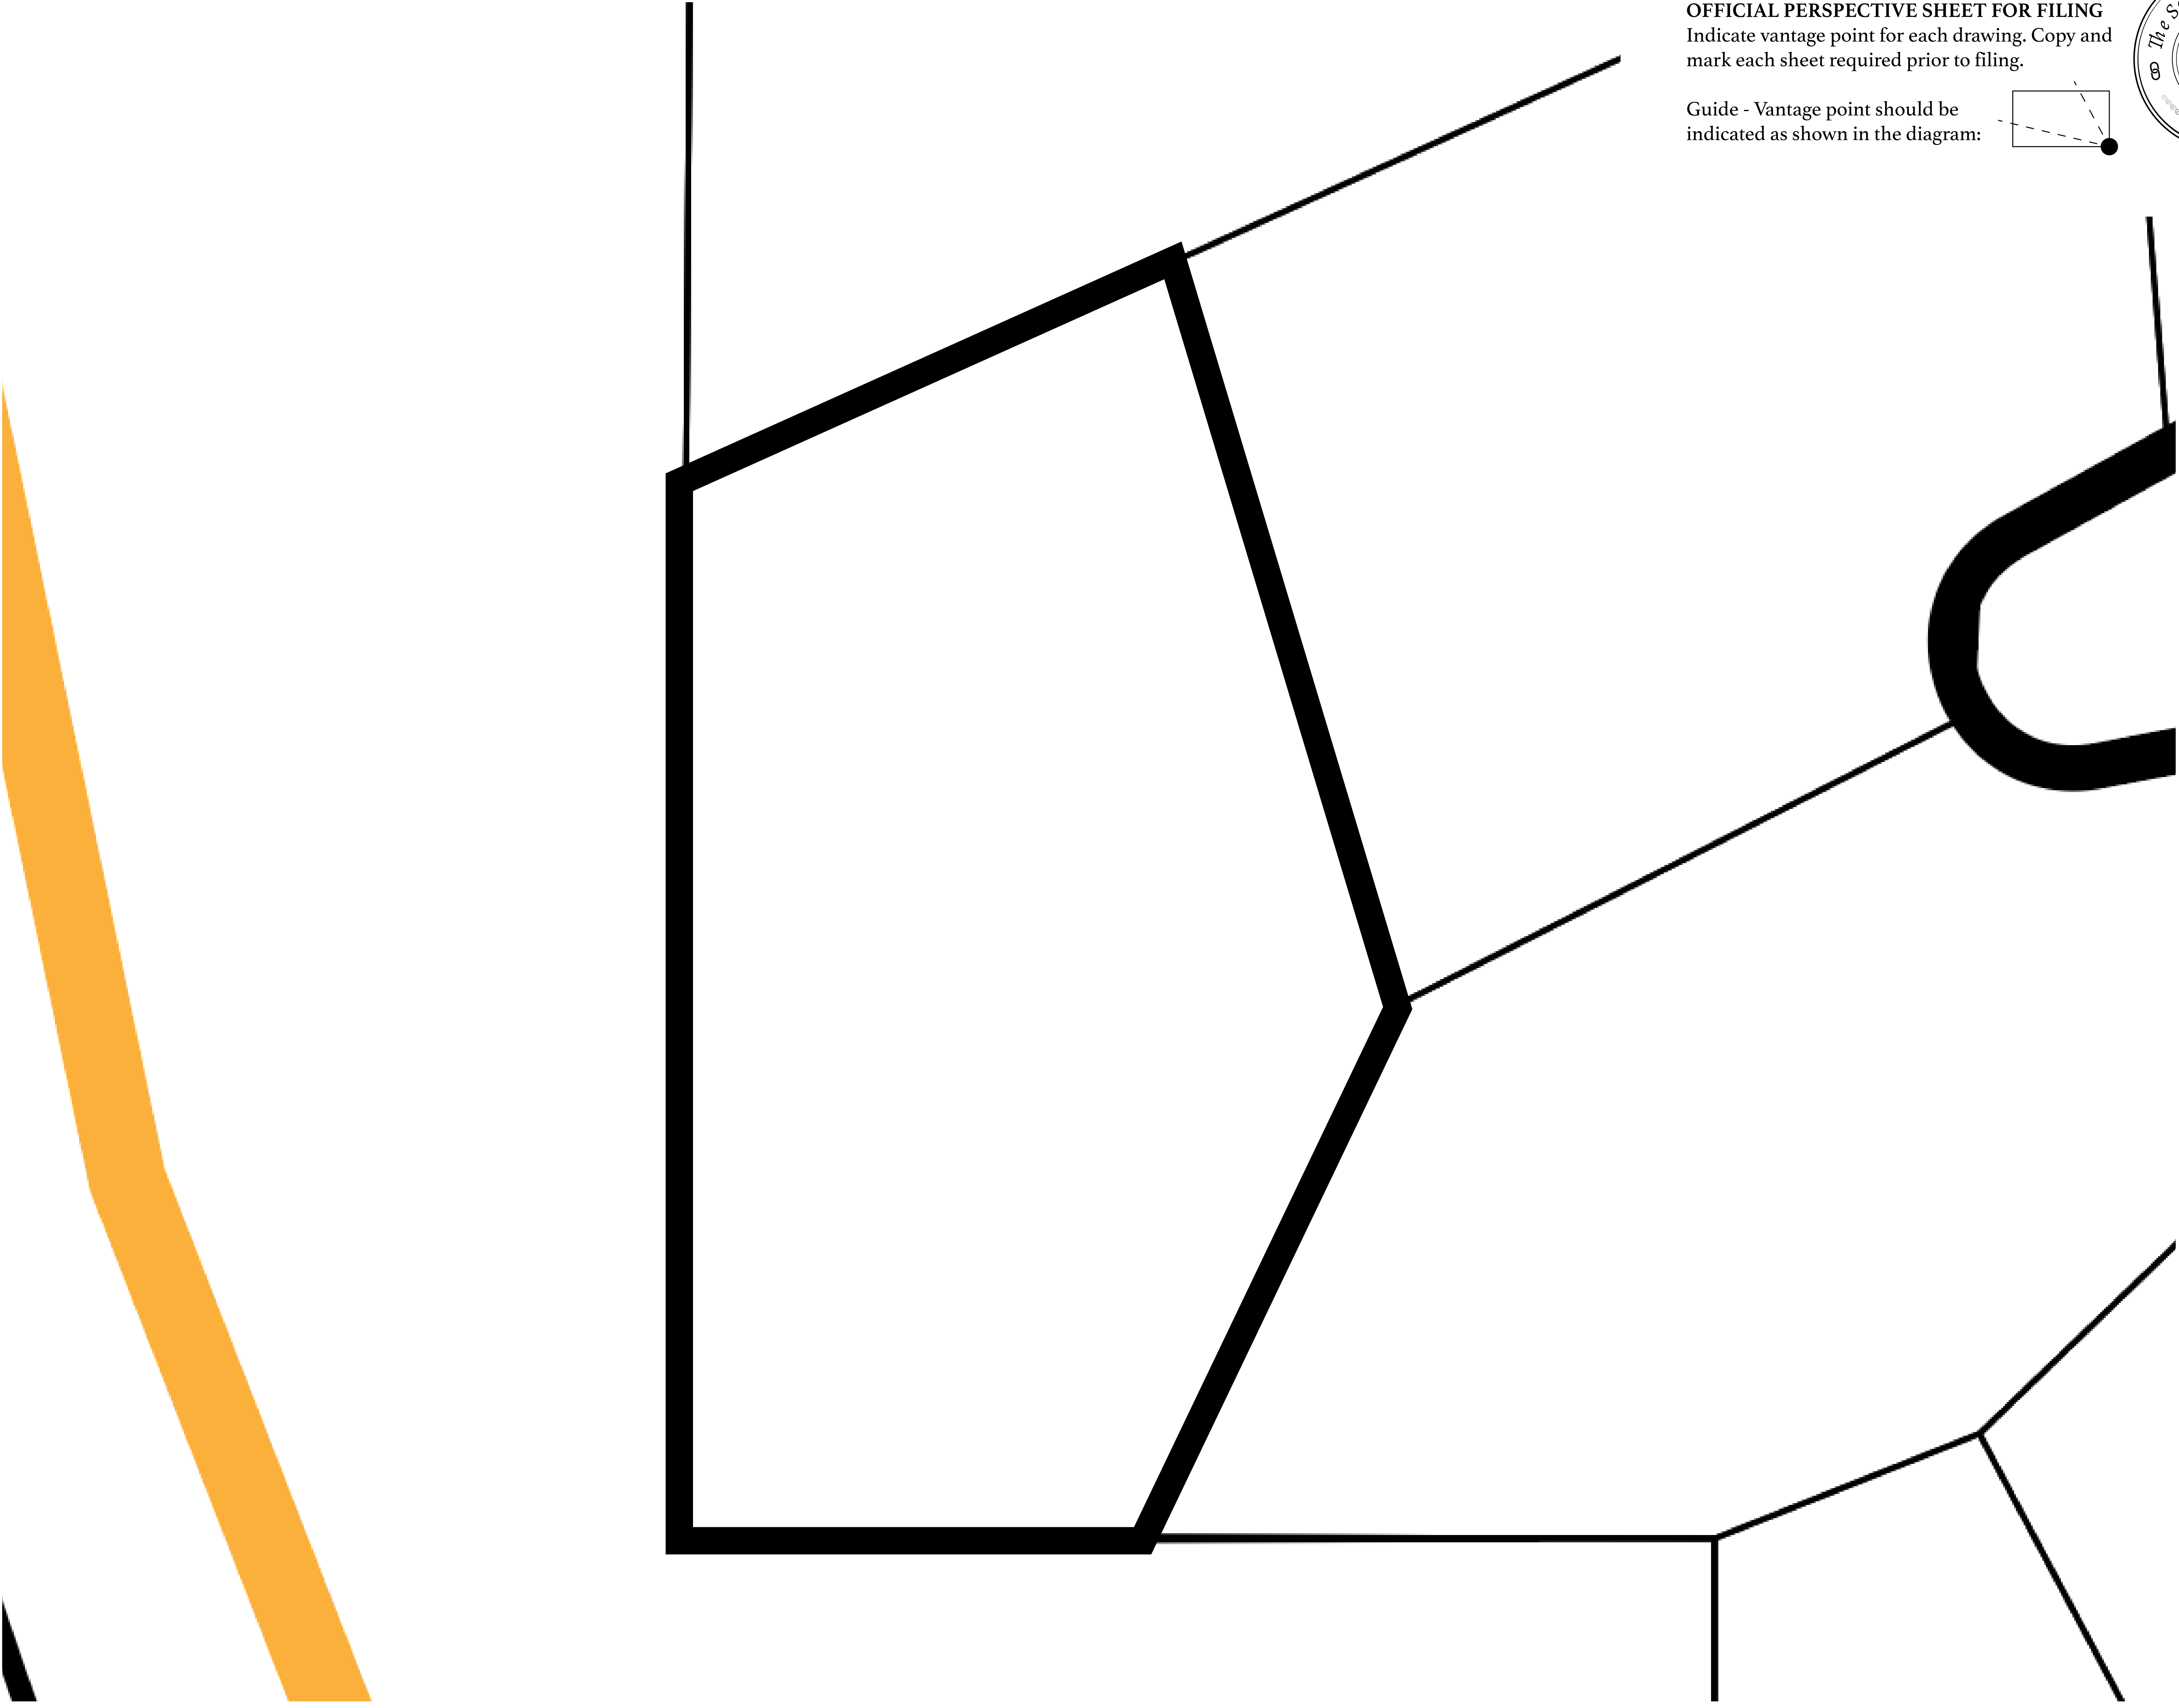 OFFICIAL PERSPECTIVE SHEET FOR FILING
Indicate vantage point for each drawing. Copy and
mark each sheet required prior to filing.
Guide - Vantage point should be
indicated as shown in the diagram:
The